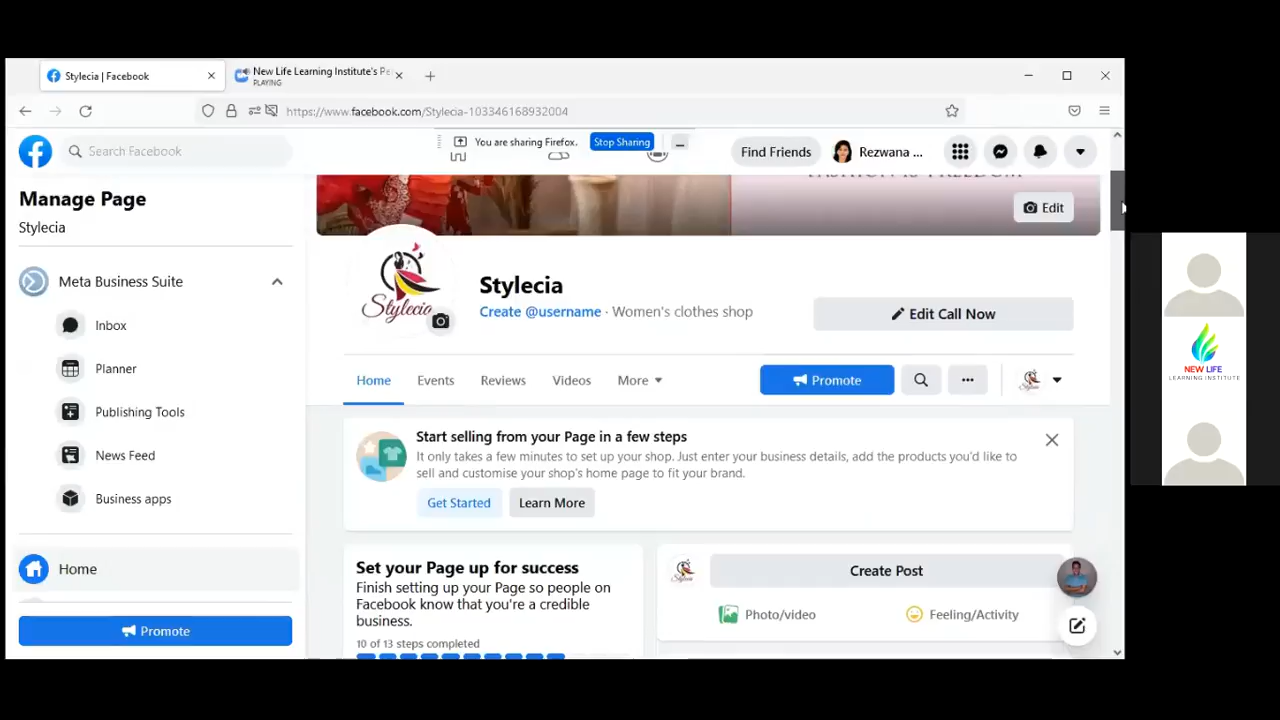 Stylecia | Facebook
New Life Learning Institute's Pe
PLAYING
https://www.facebook.com/Stylecia-103346168932004
You are sharing Firefox.
Stop Sharing
Search Facebook
Find Friends
Rezwana ...
Manage Page
Stylecia
Meta Business Suite
Inbox
Planner
Publishing Tools
News Feed
Business apps
Home
Promote
FASHION IS FREEDOM
Edit
Stylecia
Stylecia
Create @username · Women's clothes shop
Edit Call Now
Home
Events
Reviews
Videos
More
Promote
Start selling from your Page in a few steps
It only takes a few minutes to set up your shop. Just enter your business details, add the products you'd like to
sell and customise your shop's home page to fit your brand.
Get Started
Learn More
Set your Page up for success
Finish setting up your Page so people on
Facebook know that you're a credible
business.
10 of 13 steps completed
Create Post
Photo/video
Feeling/Activity
NEW LIFE
LEARNING INSTITUTE